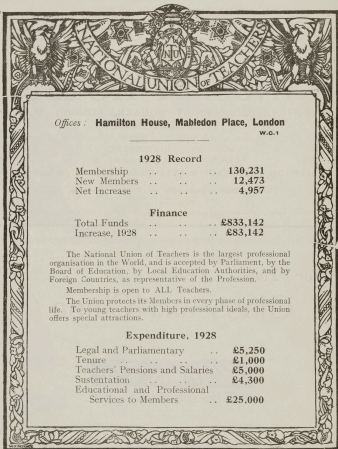 NATIONAL UNION OF TEACHERS
NUT
Offices : Hamilton House, Mabledon Place, London
W.C.1
1928 Record
Membership .. .. .. 130,231
New Members .. .. .. 12,473
Net Increase .. .. .. 4,957
Finance
Total Funds .. .. .. £833,142
Increase, 1928 .. .. £83,142
The National Union of Teachers is the largest professional
organisation in the World, and is accepted by Parliament, by the
Board of Education, by Local Education Authorities, and by
Foreign Countries, as representative of the Profession.
Membership is open to ALL Teachers.
The Union protects its Members in every phase of professional
life. To young teachers with high professional ideals, the Union
offers special attractions.
Expenditure, 1928
Legal and Parliamentary .. £5,250
Tenure .. .. .. .. £1,000
Teachers' Pensions and Salaries £5,000
Sustentation .. .. .. £4,300
Educational and Professional
Services to Members .. £25,000